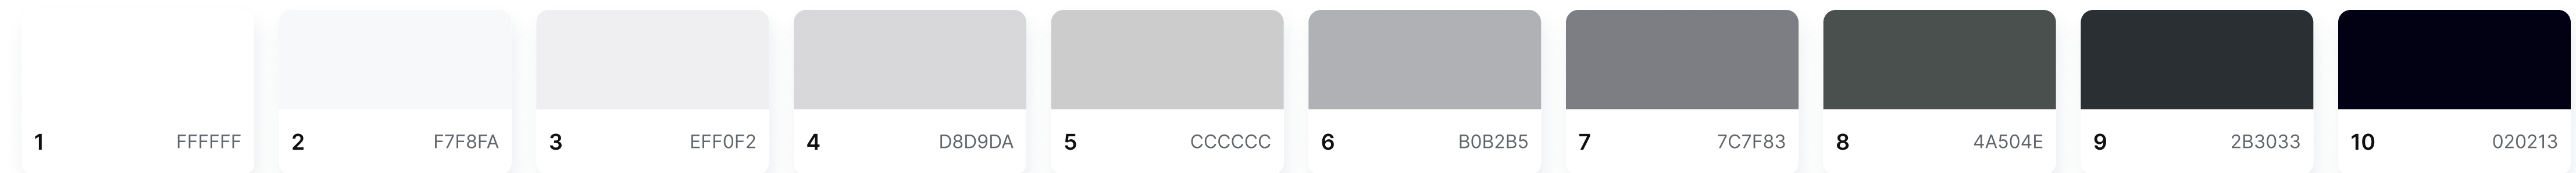 1 FFFFFF
2 F7F8FA
3 EFF0F2
4 D8D9DA
5 CCCCCC
6 B0B2B5
7 7C7F83
8 4A504E
9 2B3033
10 020213